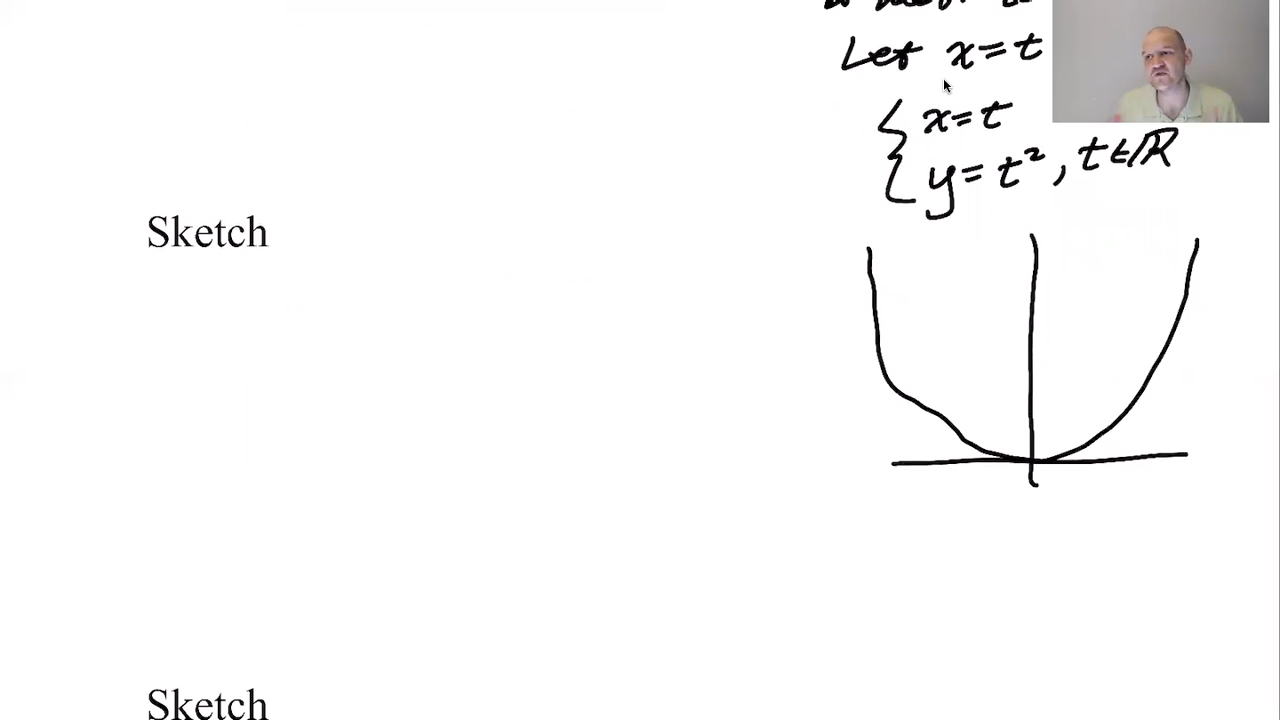 Let x=t
x=t
y=t², t∈ℝ
Sketch
Sketch